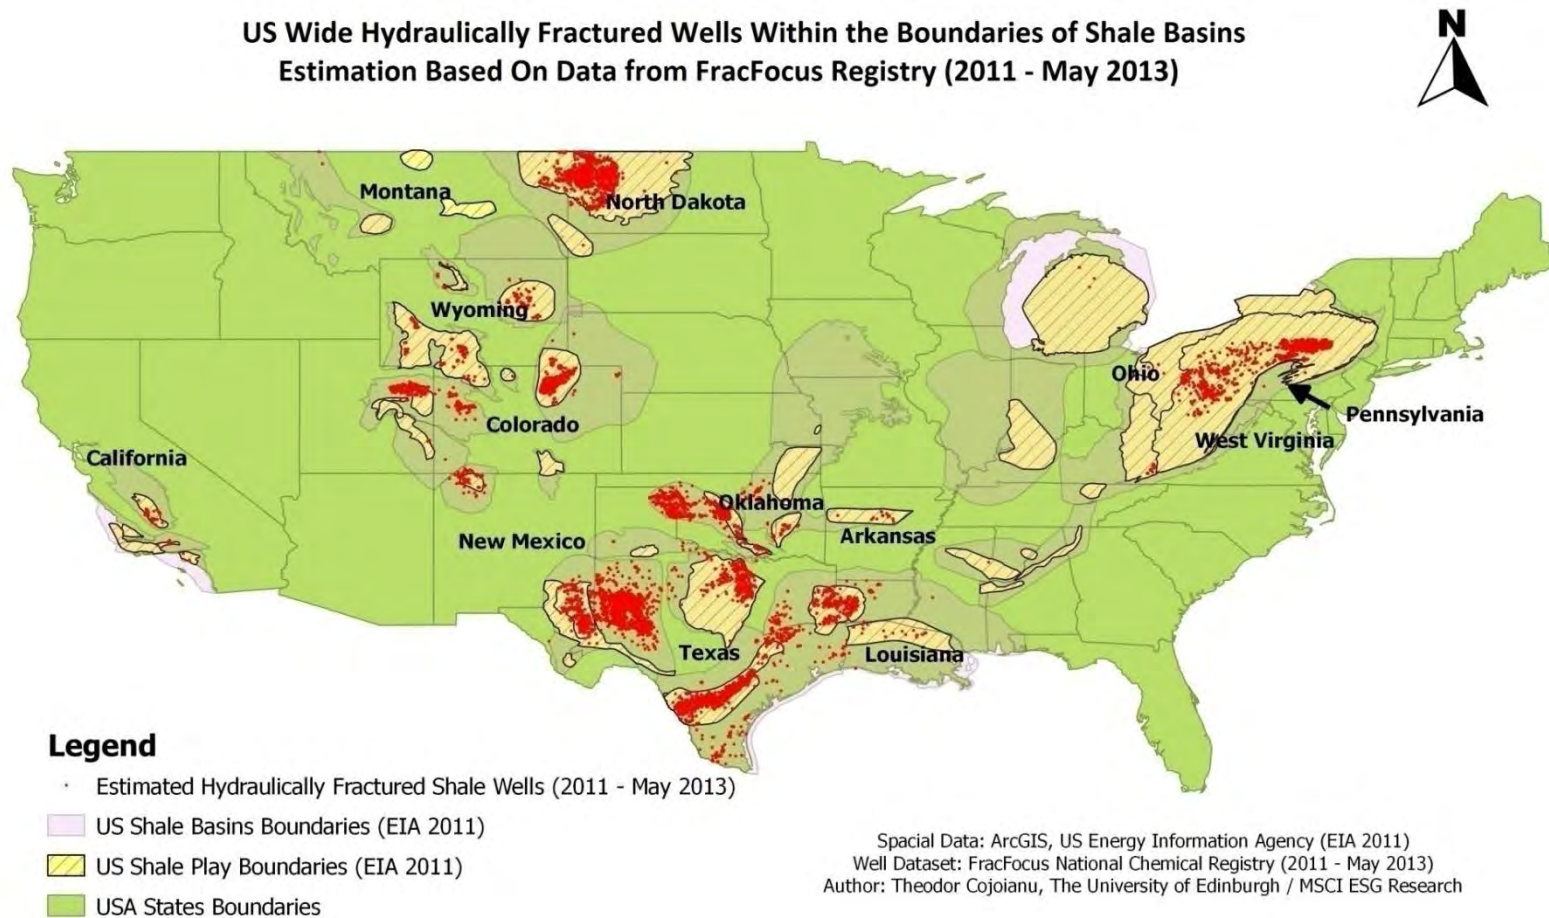 US Wide Hydraulically Fractured Wells Within the Boundaries of Shale Basins
Estimation Based On Data from FracFocus Registry (2011 - May 2013)
N
Montana
North Dakota
Wyoming
Ohio
Colorado
Pennsylvania
West Virginia
California
Oklahoma
Arkansas
New Mexico
Texas
Louisiana
Legend
Estimated Hydraulically Fractured Shale Wells (2011 - May 2013)
US Shale Basins Boundaries (EIA 2011)
US Shale Play Boundaries (EIA 2011)
USA States Boundaries
Spacial Data: ArcGIS, US Energy Information Agency (EIA 2011)
Well Dataset: FracFocus National Chemical Registry (2011 - May 2013)
Author: Theodor Cojoianu, The University of Edinburgh / MSCI ESG Research